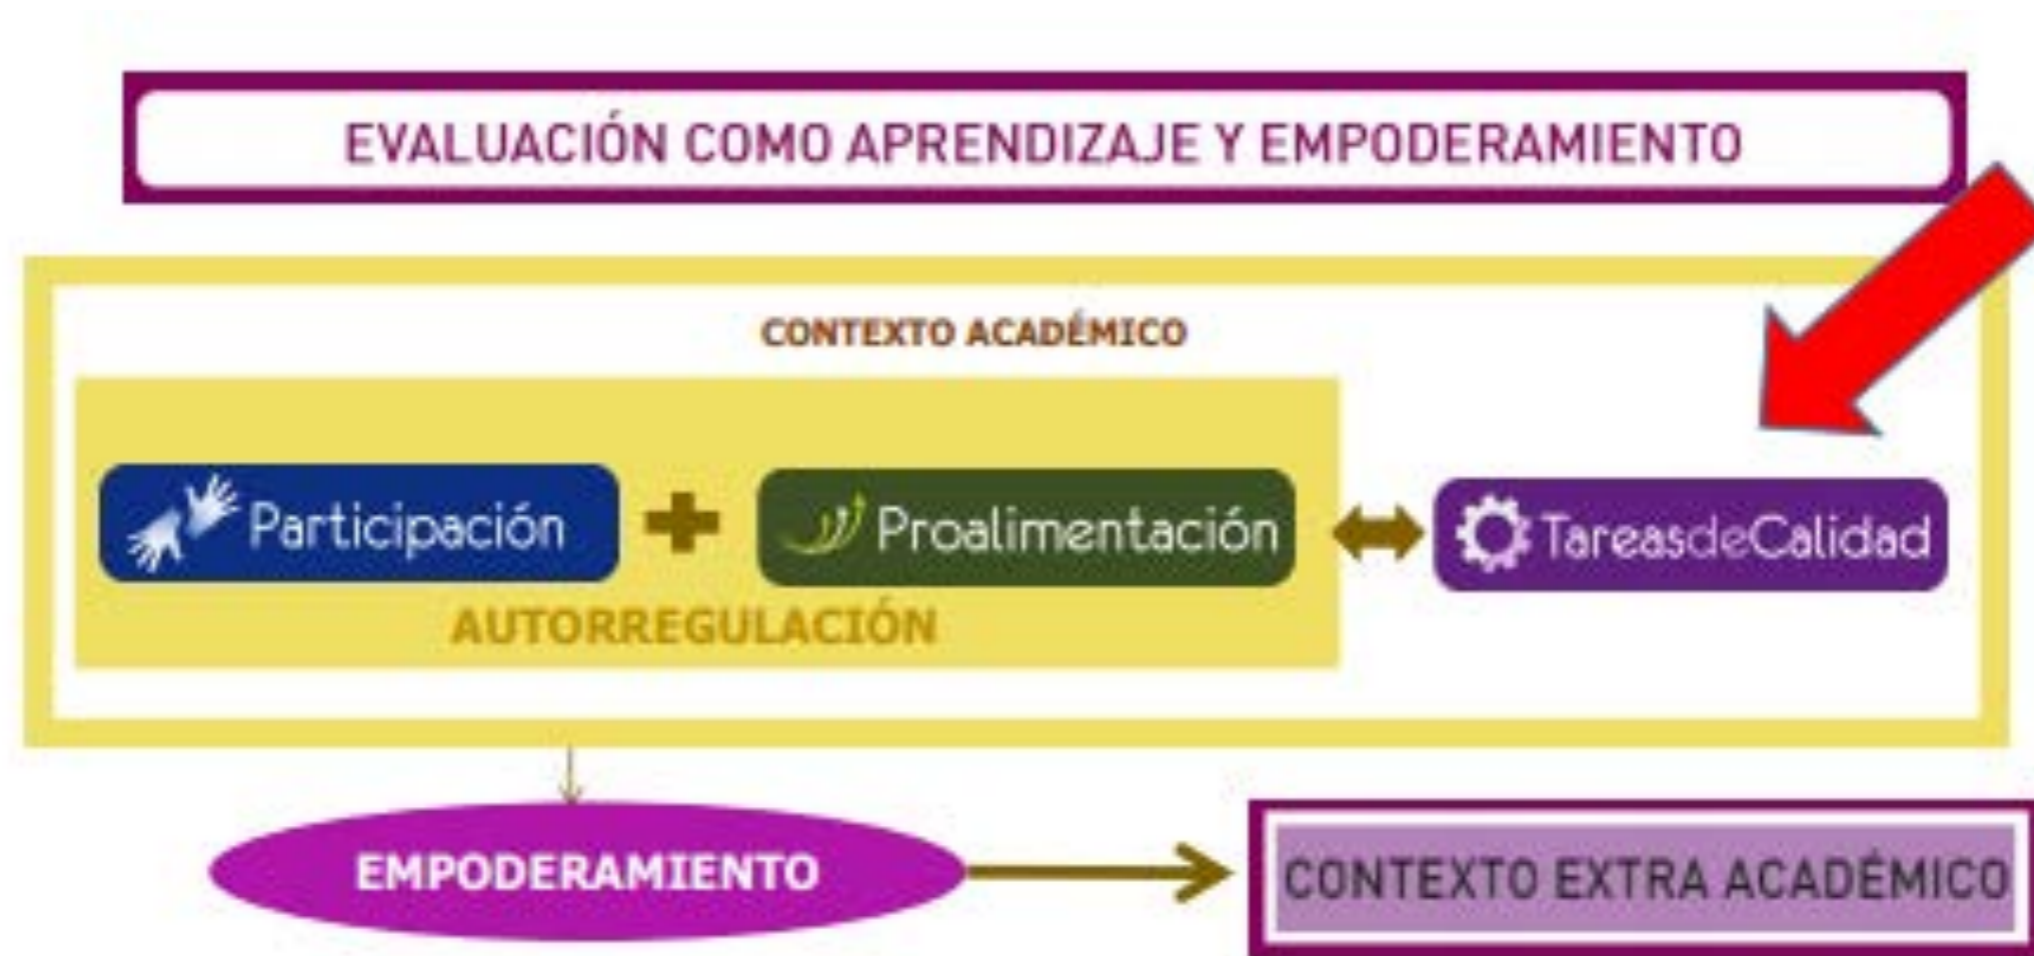 EVALUACIÓN COMO APRENDIZAJE Y EMPODERAMIENTO
CONTEXTO ACADÉMICO
Participación
Proalimentación
TareasdeCalidad
AUTORREGULACIÓN
EMPODERAMIENTO
CONTEXTO EXTRA ACADÉMICO